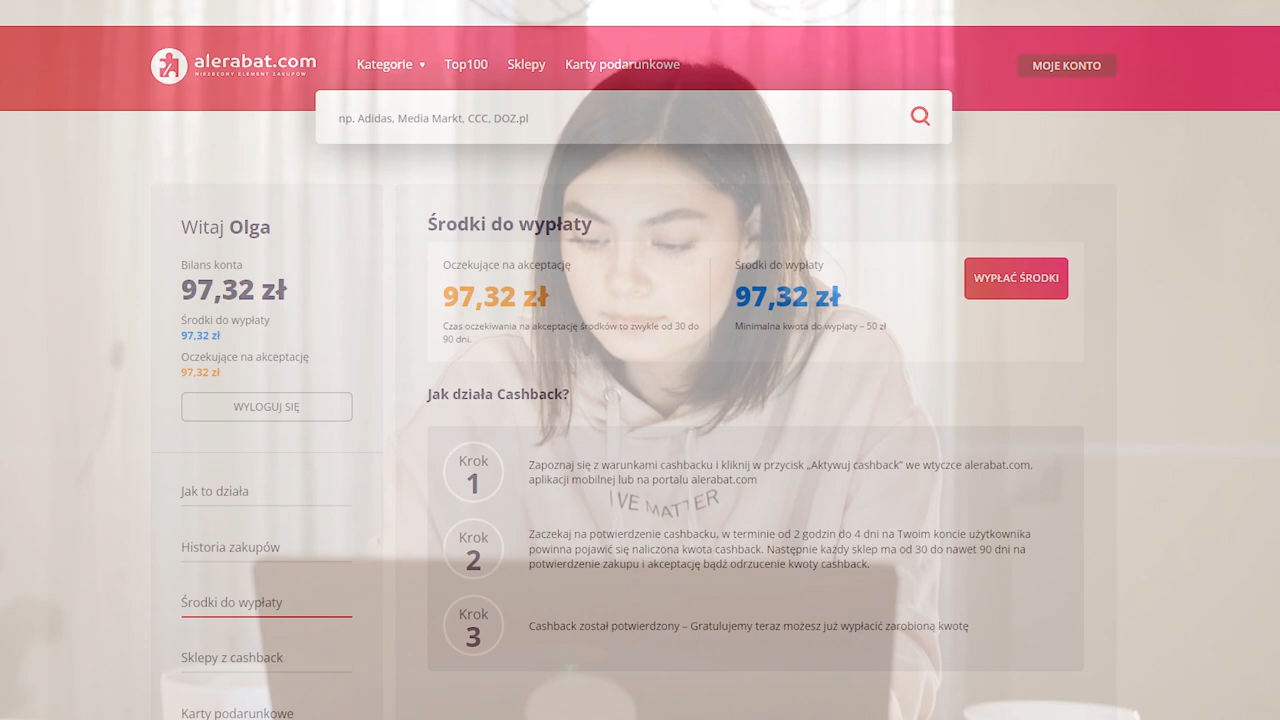 alerabat.com
NIEZBĘDNY ELEMENT ZAKUPÓW
Kategorie
Top100
Sklepy
Karty podarunkowe
MOJE KONTO
np. Adidas, Media Markt, CCC, DOZ.pl
Witaj Olga
Bilans konta
97,32 zł
Środki do wypłaty
97.32 zł
Oczekujące na akceptację
97,32 zł
WYLOGUJ SIĘ
Jak to działa
Historia zakupów
Środki do wypłaty
Sklepy z cashback
Karty podarunkowe
Środki do wypłaty
Oczekujące na akceptację
97,32 zł
Czas oczekiwania na akceptację środków to zwykle od 30 do
90 dni.
Środki do wypłaty
97,32 zł
Minimalna kwota do wypłaty – 50 zł
WYPŁAĆ ŚRODKI
Jak działa Cashback?
Krok
1
Zapoznaj się z warunkami cashbacku i kliknij w przycisk „Aktywuj cashback” we wtyczce alerabat.com,
aplikacji mobilnej lub na portalu alerabat.com
Krok
2
Zaczekaj na potwierdzenie cashbacku, w terminie od 2 godzin do 4 dni na Twoim koncie użytkownika
powinna pojawić się naliczona kwota cashback. Następnie każdy sklep ma od 30 do nawet 90 dni na
potwierdzenie zakupu i akceptację bądź odrzucenie kwoty cashback.
Krok
3
Cashback został potwierdzony – Gratulujemy teraz możesz już wypłacić zarobioną kwotę
MATTER